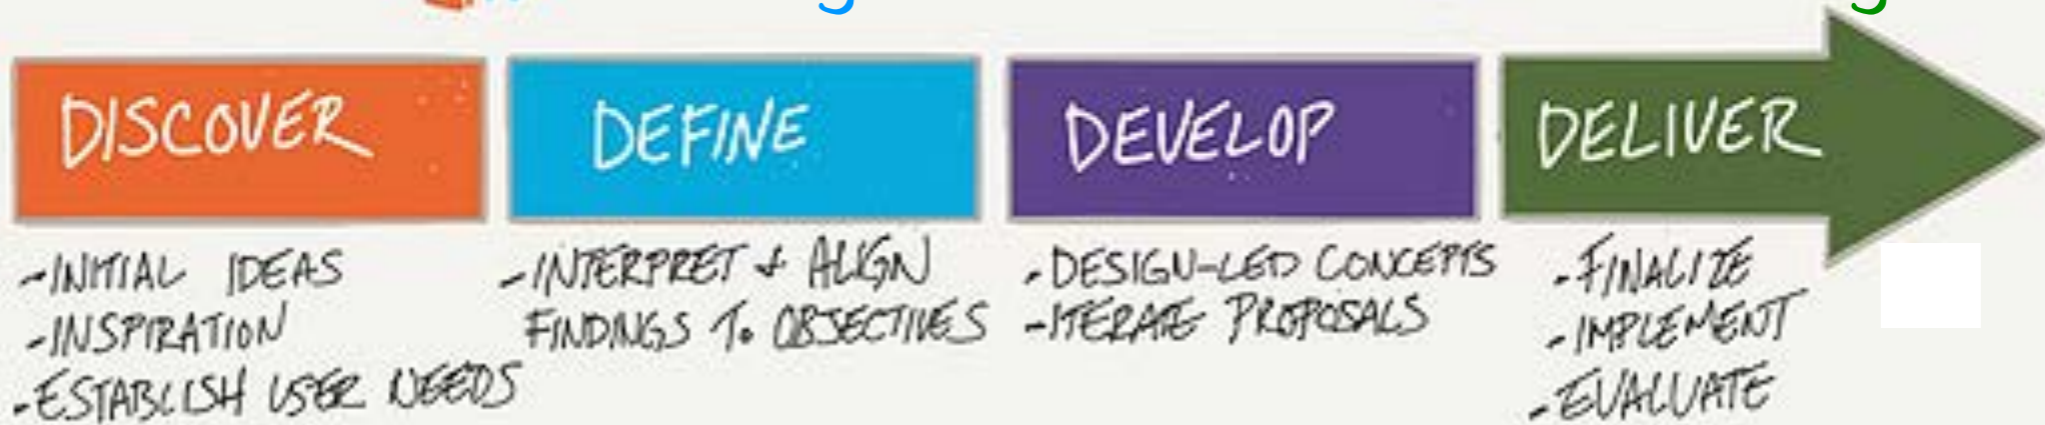 DISCOVER
DEFINE
DEVELOP
DELIVER
-INITIAL IDEAS
-INSPIRATION
-ESTABLISH USER NEEDS
-INTERPRET & ALIGN
FINDINGS TO OBJECTIVES
-DESIGN-LED CONCEPTS
-ITERATE PROPOSALS
-FINALIZE
-IMPLEMENT
-EVALUATE